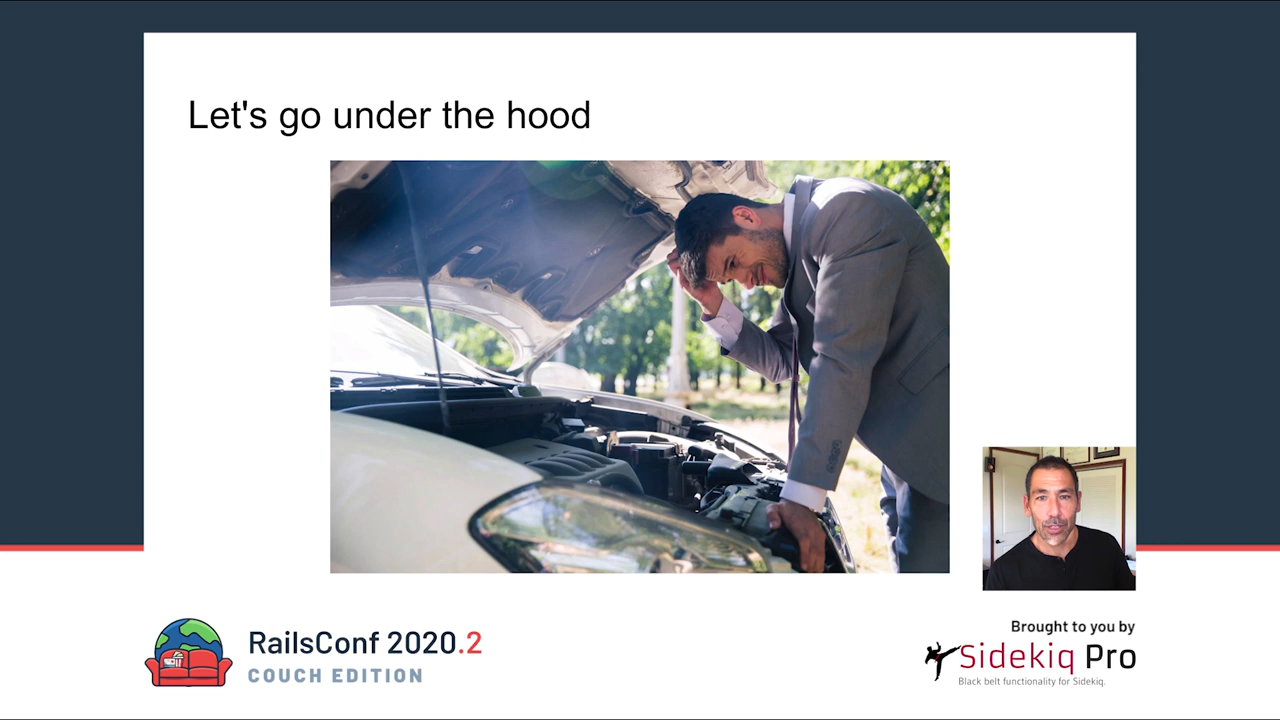 Let's go under the hood
RailsConf 2020.2
COUCH EDITION
Brought to you by
Sidekiq Pro
Black belt functionality for Sidekiq.